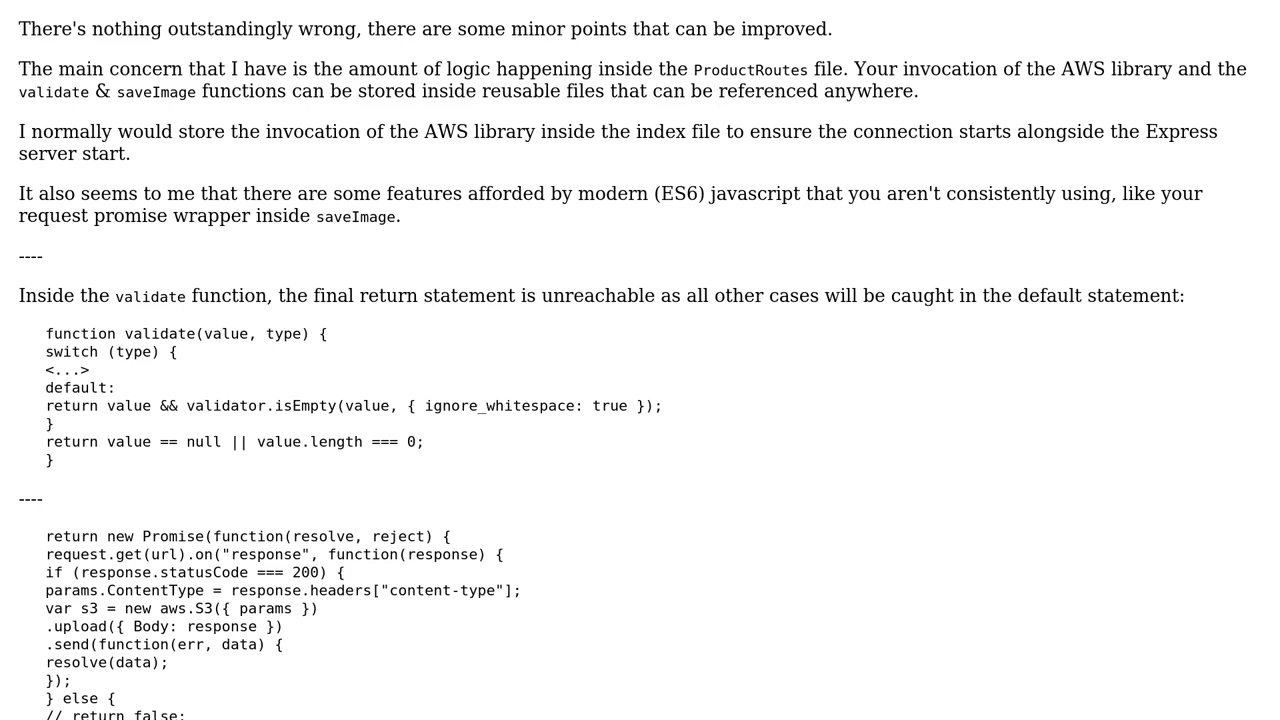 There's nothing outstandingly wrong, there are some minor points that can be improved.
The main concern that I have is the amount of logic happening inside the ProductRoutes file. Your invocation of the AWS library and the
validate & saveImage functions can be stored inside reusable files that can be referenced anywhere.
I normally would store the invocation of the AWS library inside the index file to ensure the connection starts alongside the Express
server start.
It also seems to me that there are some features afforded by modern (ES6) javascript that you aren't consistently using, like your
request promise wrapper inside saveImage.
----
Inside the validate function, the final return statement is unreachable as all other cases will be caught in the default statement:
function validate(value, type) {
switch (type) {
<...>
default:
return value && validator.isEmpty(value, { ignore_whitespace: true });
}
return value == null || value.length === 0;
}
----
return new Promise(function(resolve, reject) {
request.get(url).on("response", function(response) {
if (response.statusCode === 200) {
params.ContentType = response.headers["content-type"];
var s3 = new aws.S3({ params })
.upload({ Body: response })
.send(function(err, data) {
resolve(data);
});
} else {
// return false;